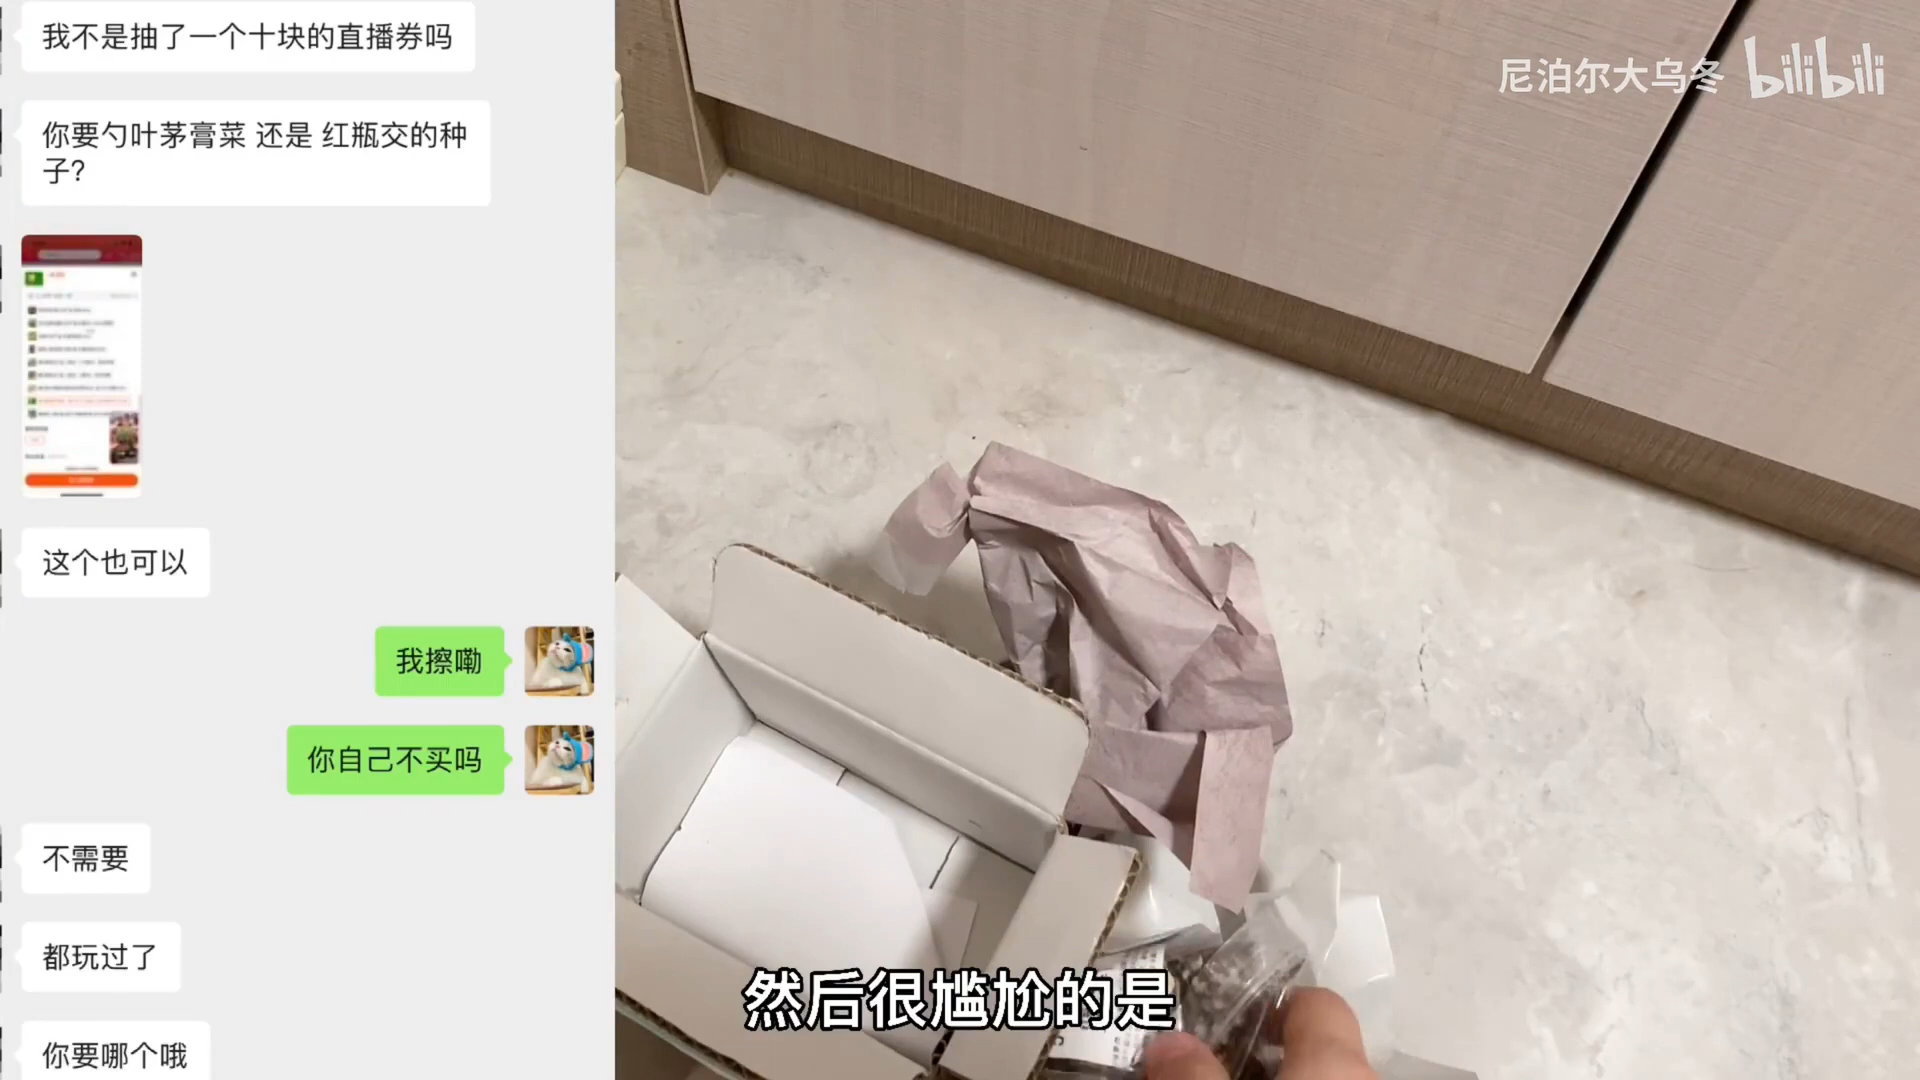 我不是抽了一个十块的直播券吗
你要勺叶茅膏菜 还是 红瓶交的种
子?
这个也可以
我擦嘞
你自己不买吗
不需要
都玩过了
你要哪个哦
尼泊尔大乌冬 bilibili
然后很尴尬的是